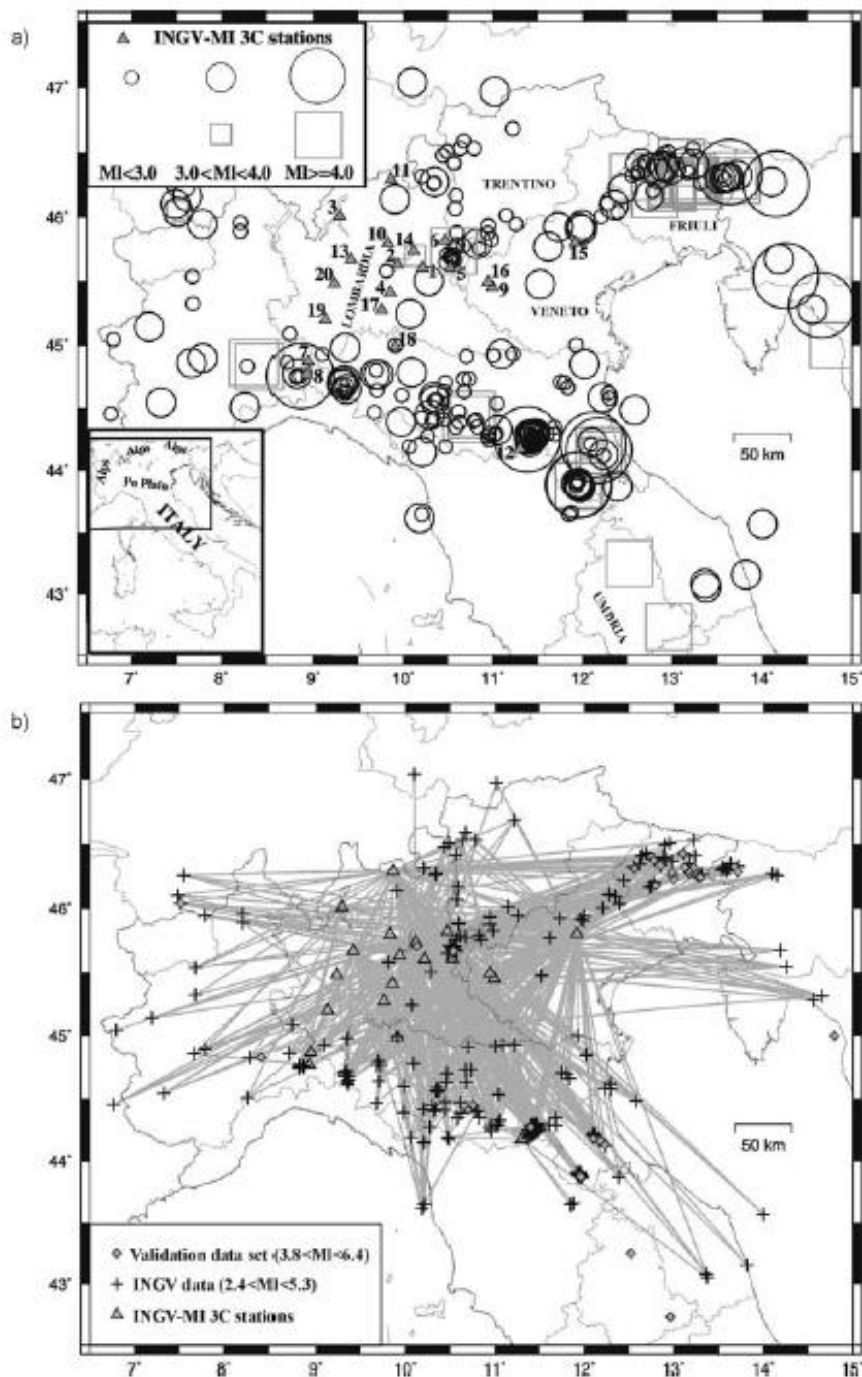 a)
INGV-MI 3C stations
Ml<3.0 3.0<Ml<4.0 Ml>=4.0
47°
46°
45°
44°
43°
TRENTINO
FRIULI
LOMBARDIA
VENETO
UMBRIA
11
3
10
14
6
13
2
1
5
20
4
16
9
15
17
19
18
7
8
12
50 km
Alps
Alps
Alps
Po Plain
ITALY
7° 8° 9° 10° 11° 12° 13° 14° 15°
b)
47°
46°
45°
44°
43°
50 km
Validation data set (3.8<Ml<6.4)
INGV data (2.4<Ml<5.3)
INGV-MI 3C stations
7° 8° 9° 10° 11° 12° 13° 14° 15°